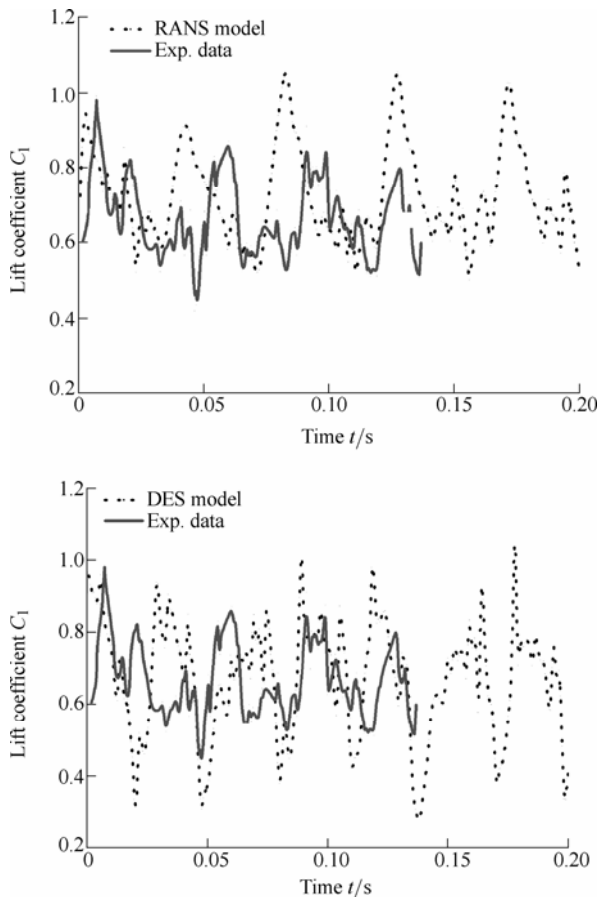 1.2
RANS model
Exp. data
1.0
0.8
0.6
0.4
0.2
Lift coefficient C_l
0 0.05 0.10 0.15 0.20
Time t/s
1.2
DES model
Exp. data
1.0
0.8
0.6
0.4
0.2
Lift coefficient C_l
0 0.05 0.10 0.15 0.20
Time t/s